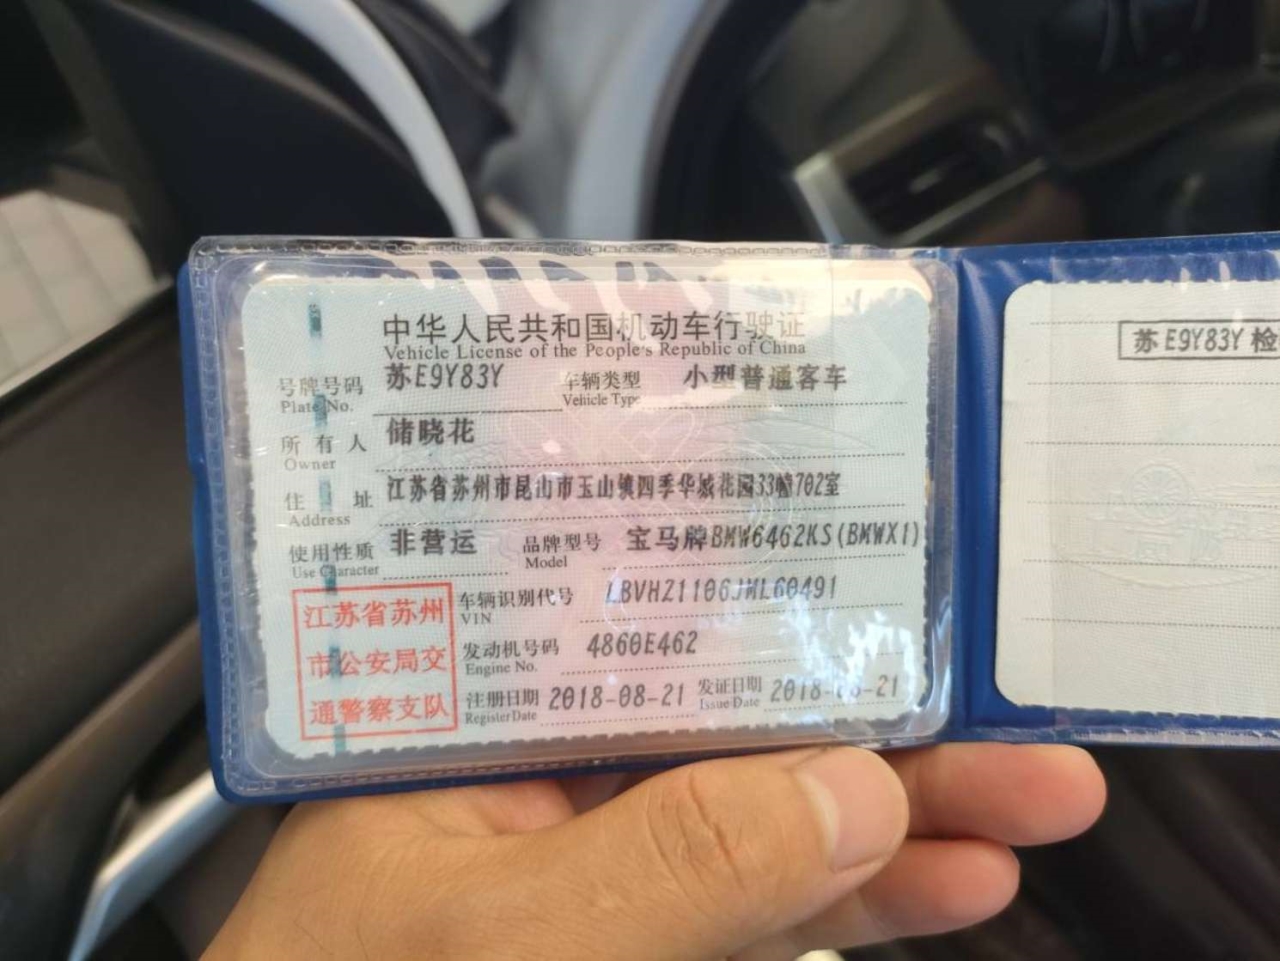 中华人民共和国机动车行驶证
Vehicle License of the People's Republic of China
号牌号码 苏E9Y83Y 车辆类型 小型普通客车
Plate No. Vehicle Type
所有人 储晓花
Owner
住址 江苏省苏州市昆山市玉山镇四季华城花园33幢702室
Address
使用性质 非营运 品牌型号 宝马牌BMW6462KS(BMWX1)
Use Character Model
江苏省苏州
市公安局交
通警察支队
车辆识别代号 LBVHZ1106JML60491
VIN
发动机号码 4860E462
Engine No.
注册日期 2018-08-21 发证日期 2018-08-21
Register Date Issue Date
苏E9Y83Y 检